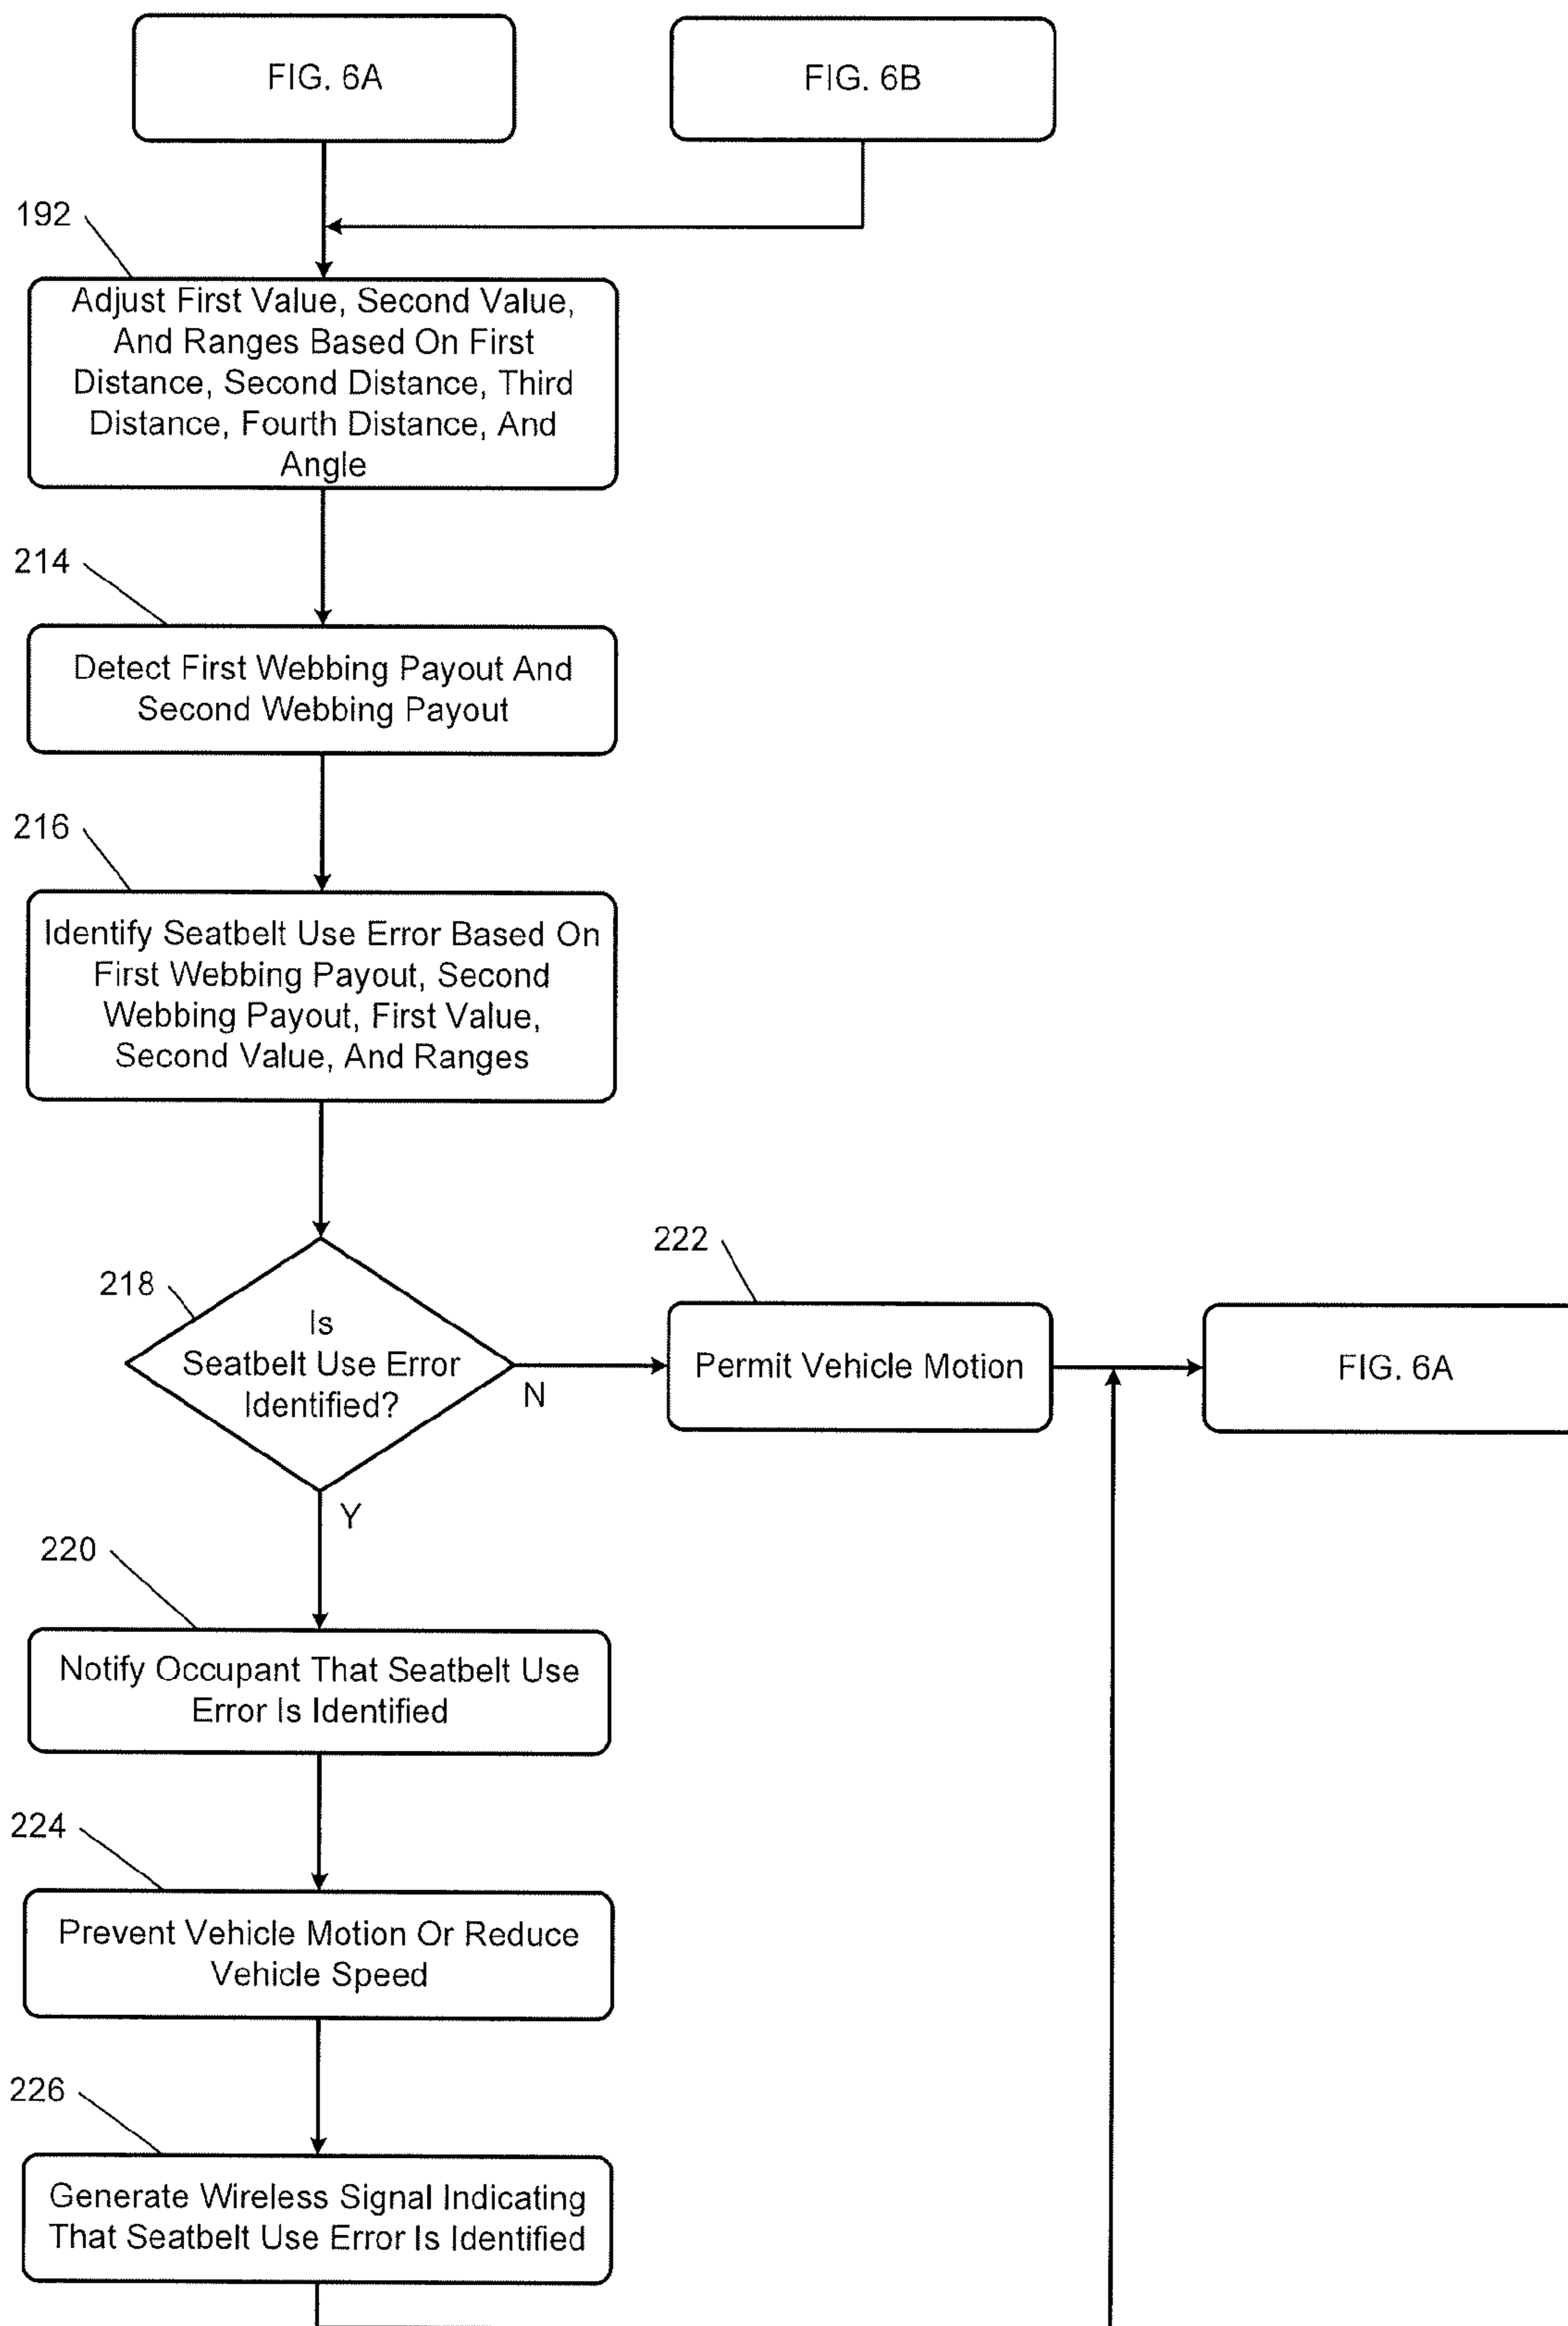 FIG. 6A
FIG. 6B
192
Adjust First Value, Second Value,
And Ranges Based On First
Distance, Second Distance, Third
Distance, Fourth Distance, And
Angle
214
Detect First Webbing Payout And
Second Webbing Payout
216
Identify Seatbelt Use Error Based On
First Webbing Payout, Second
Webbing Payout, First Value,
Second Value, And Ranges
218
Is
Seatbelt Use Error
Identified?
N
222
Permit Vehicle Motion
FIG. 6A
Y
220
Notify Occupant That Seatbelt Use
Error Is Identified
224
Prevent Vehicle Motion Or Reduce
Vehicle Speed
226
Generate Wireless Signal Indicating
That Seatbelt Use Error Is Identified